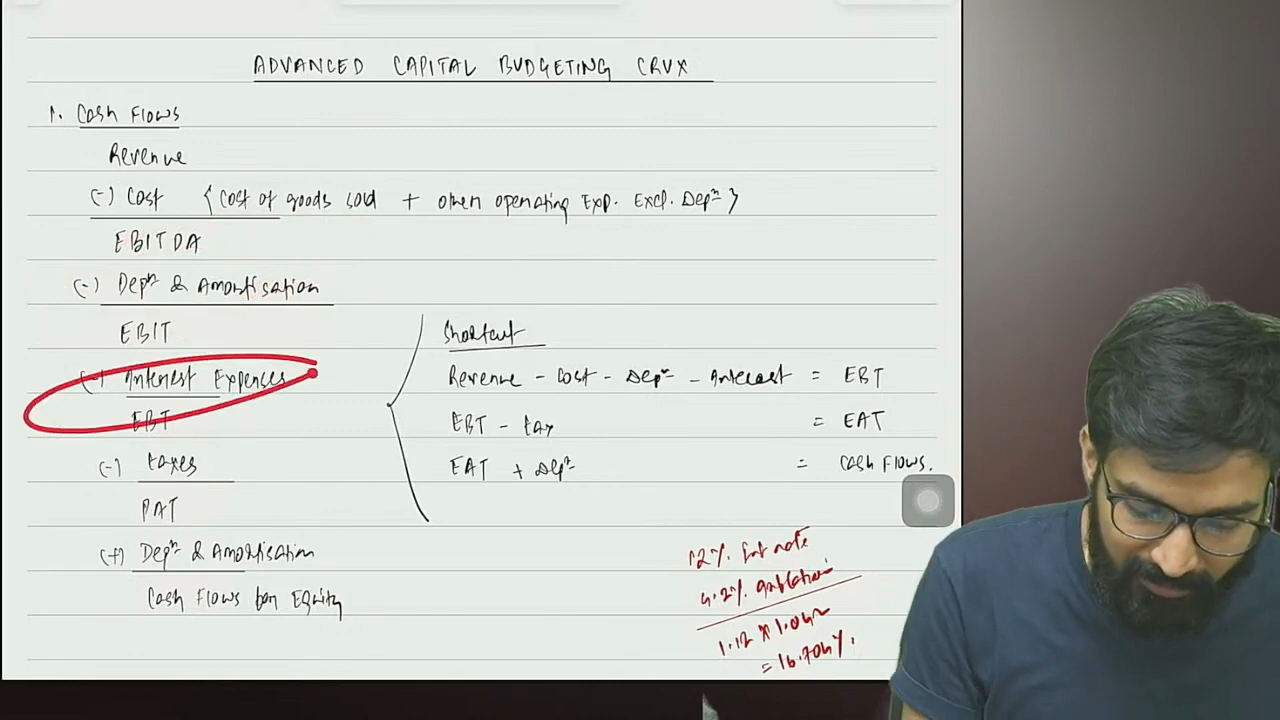 ADVANCED CAPITAL BUDGETING CRUX
1. Cash Flows
Revenue
(-) Cost {Cost of goods sold + other operating Exp. Excl. Depⁿ}
EBITDA
(-) Depⁿ & Amortisation
EBIT
(-) Interest Expenses
EBT
(-) taxes
PAT
(+) Depⁿ & Amortisation
Cash Flows for Equity
Shortcut
Revenue - Cost - Depⁿ - Interest = EBT
EBT - tax = EAT
EAT + Depⁿ = Cash Flows.
12% Int rate
4.2% Inflation
1.12 x 1.042
= 16.704%.